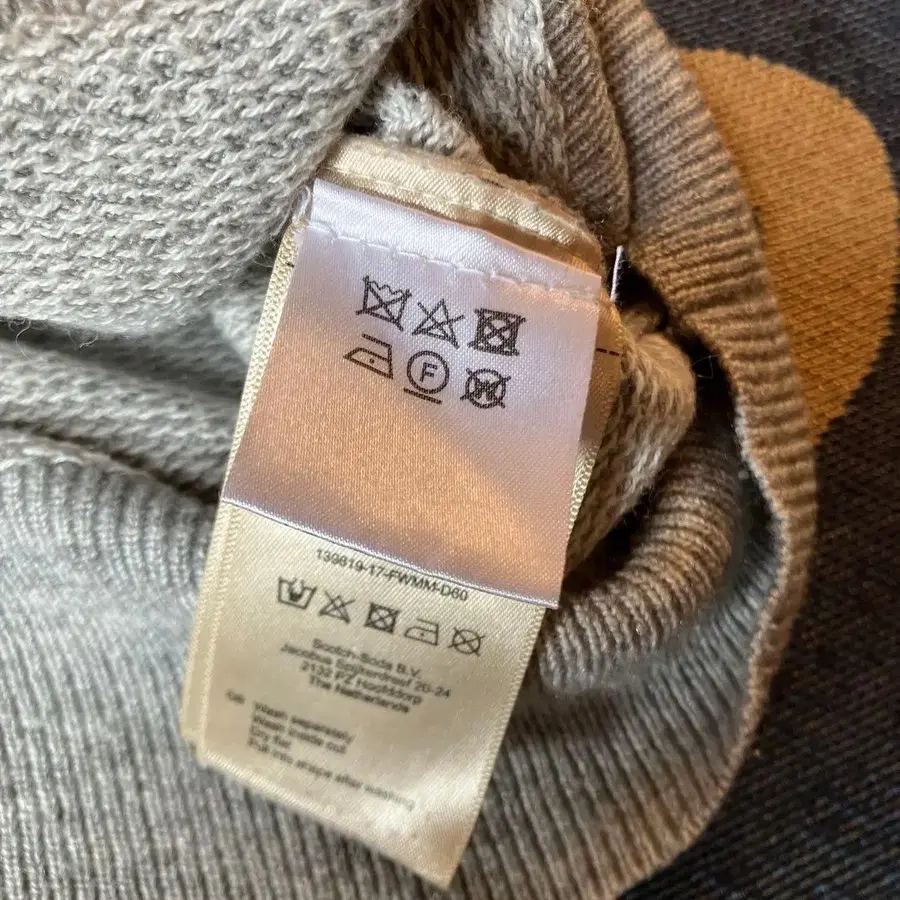 F
W
139819-17-FWMM-D60
Scotch-Soda B.V.
Jacobus Spijkerdreef 20-24
2132 PZ Hoofddorp
The Netherlands
GB Wash separately
Wash inside out
Dry flat
Pull into shape after washing